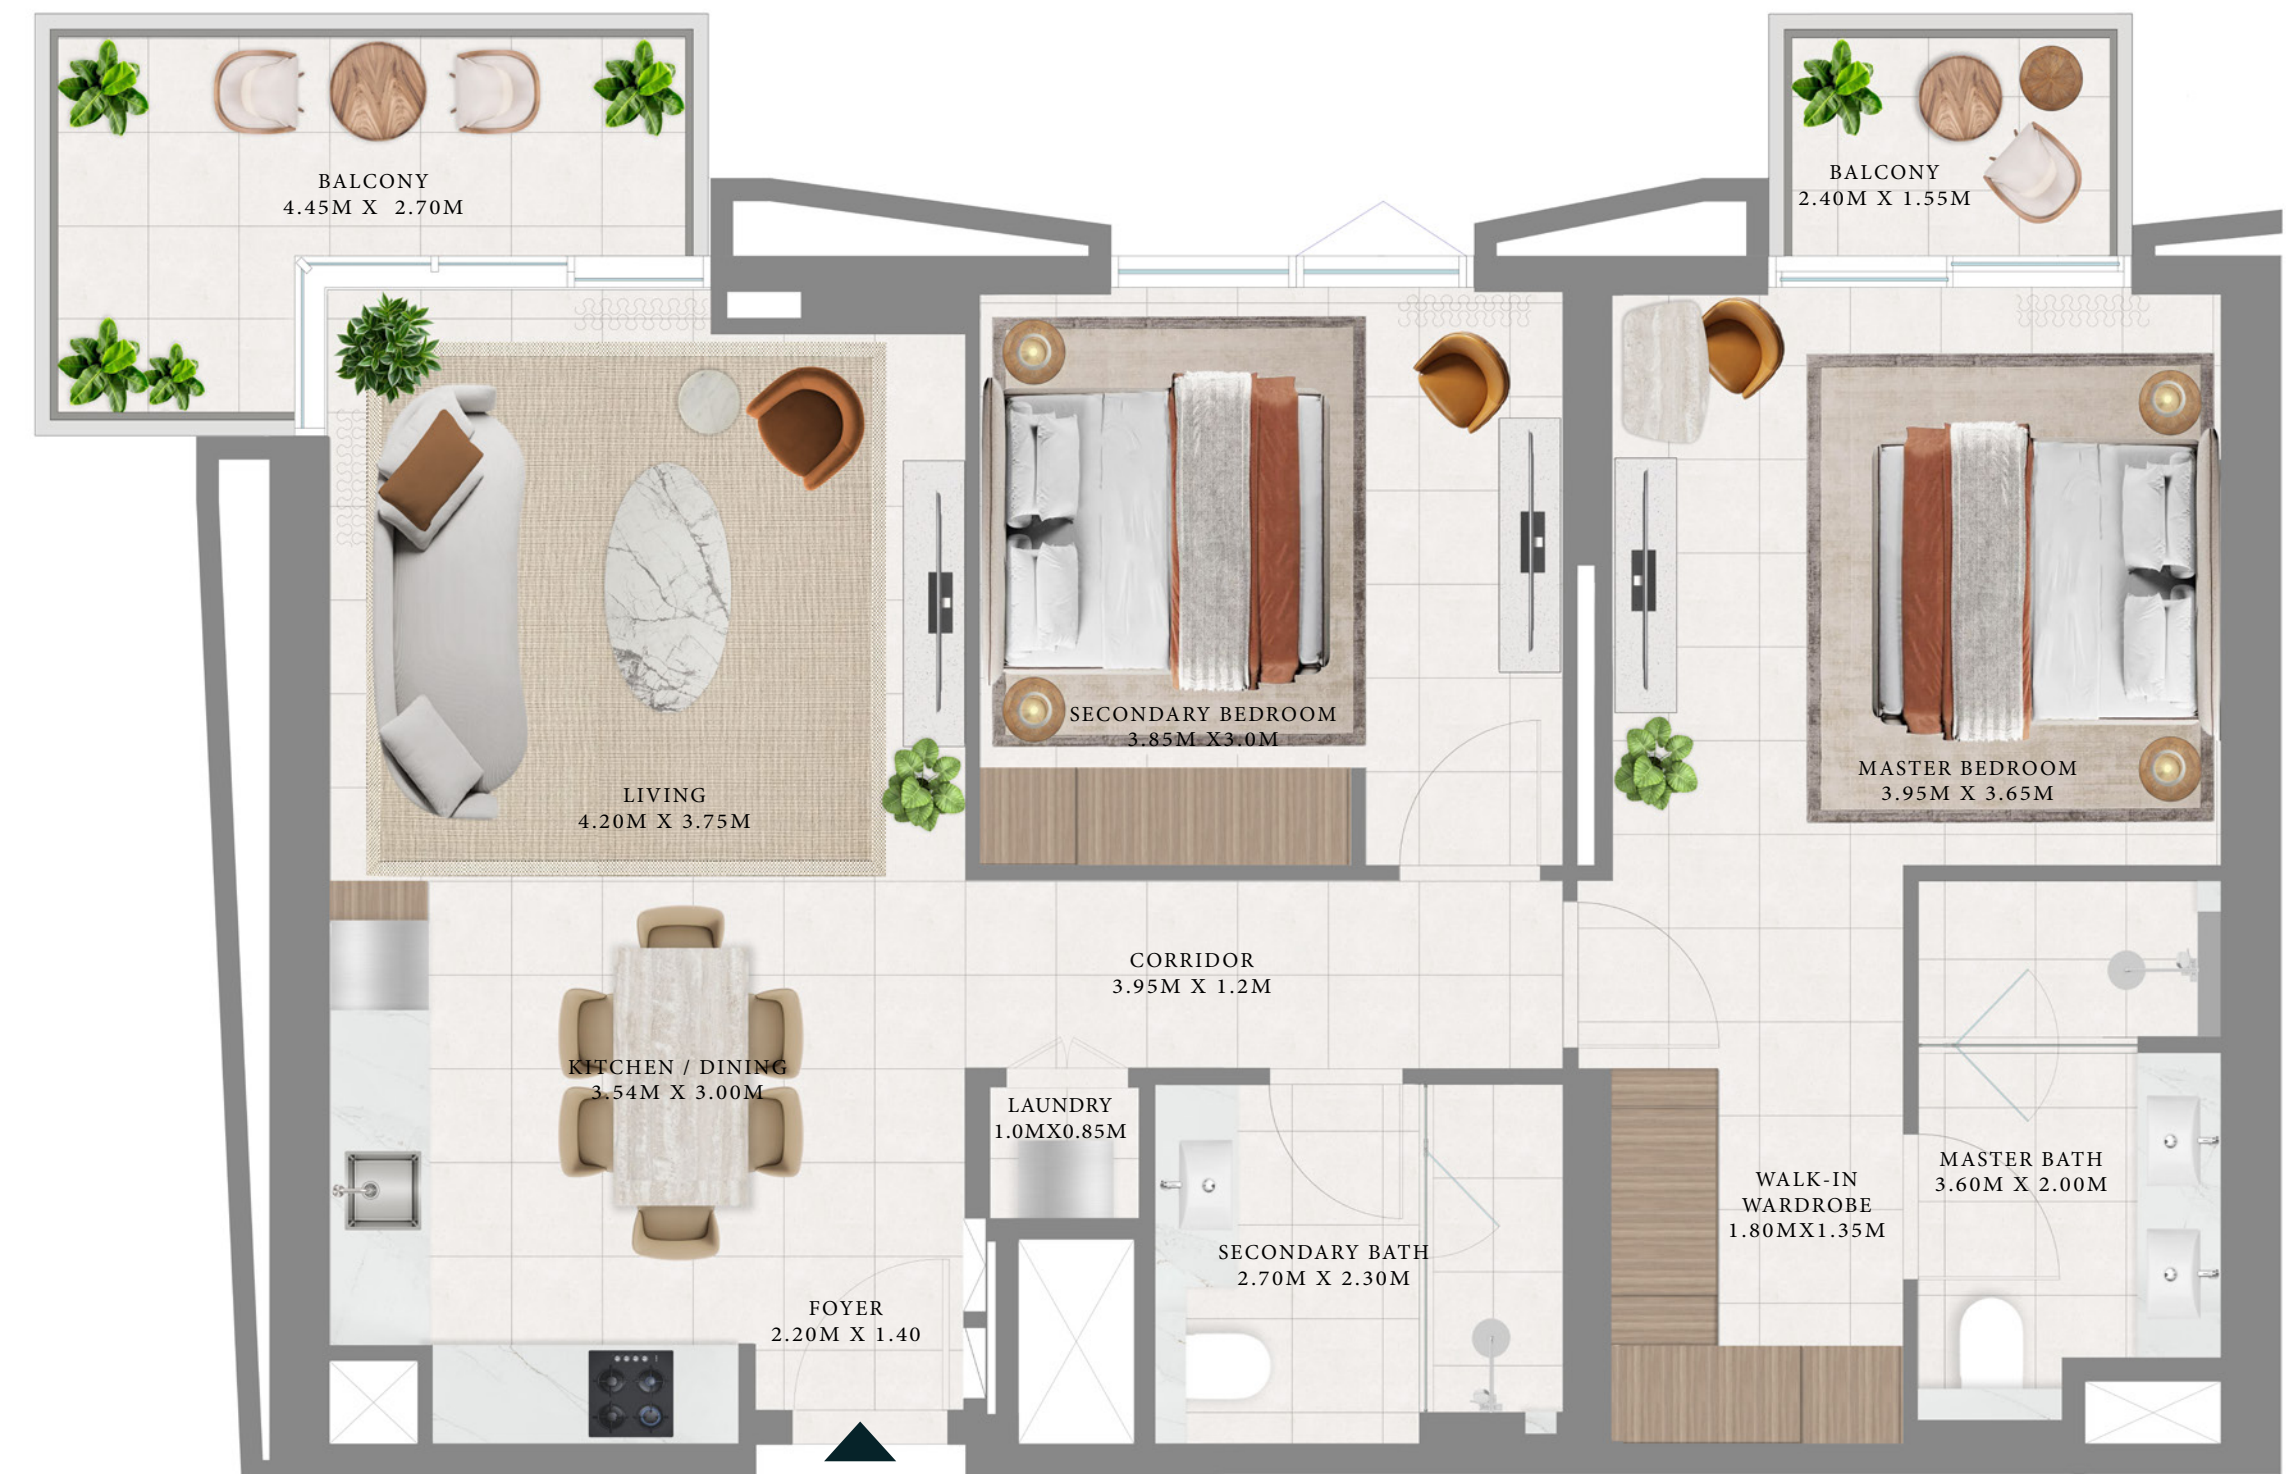 BALCONY
4.45M X 2.70M
BALCONY
2.40M X 1.55M
SECONDARY BEDROOM
3.85M X3.0M
MASTER BEDROOM
3.95M X 3.65M
LIVING
4.20M X 3.75M
CORRIDOR
3.95M X 1.2M
KITCHEN / DINING
3.54M X 3.00M
LAUNDRY
1.0MX0.85M
MASTER BATH
3.60M X 2.00M
WALK-IN
WARDROBE
1.80MX1.35M
SECONDARY BATH
2.70M X 2.30M
FOYER
2.20M X 1.40